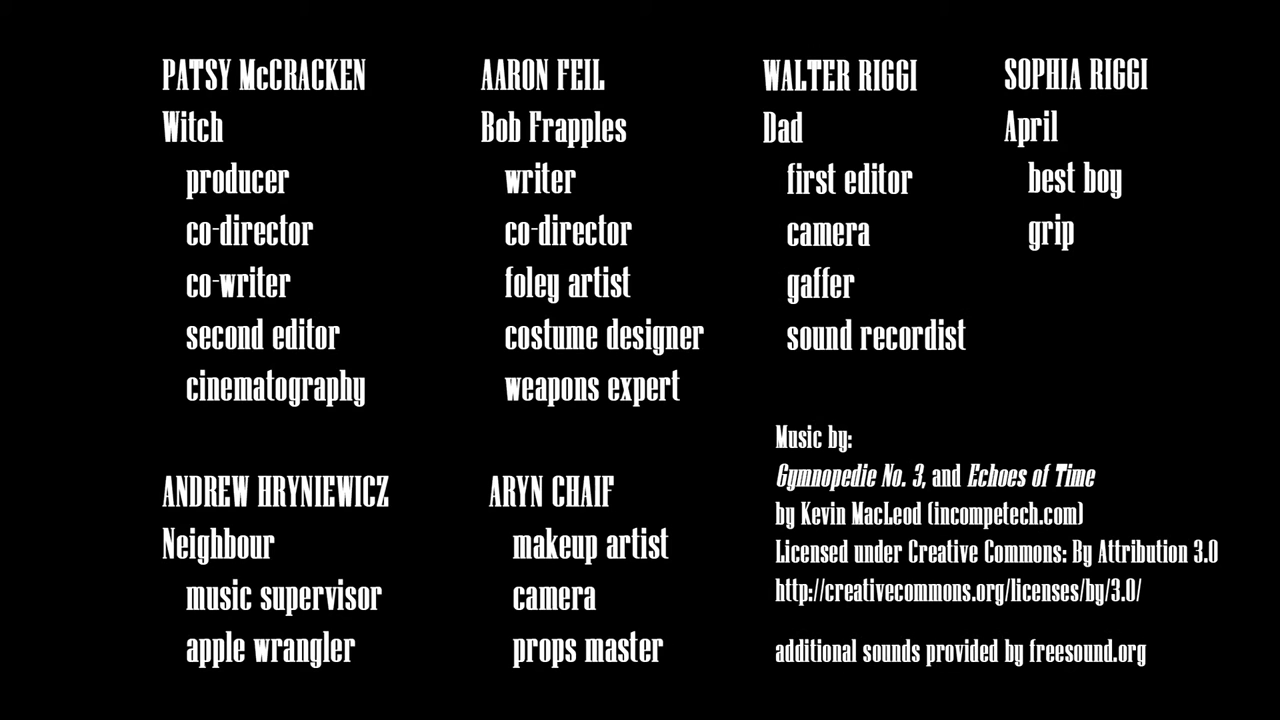 PATSY McCRACKEN
Witch
producer
co-director
co-writer
second editor
cinematography
AARON FEIL
Bob Frapples
writer
co-director
foley artist
costume designer
weapons expert
WALTER RIGGI
Dad
first editor
camera
gaffer
sound recordist
SOPHIA RIGGI
April
best boy
grip
ANDREW HRYNIEWICZ
Neighbour
music supervisor
apple wrangler
ARYN CHAIF
makeup artist
camera
props master
Music by:
Gymnopedie No. 3, and Echoes of Time
by Kevin MacLeod (incompetech.com)
Licensed under Creative Commons: By Attribution 3.0
http://creativecommons.org/licenses/by/3.0/
additional sounds provided by freesound.org